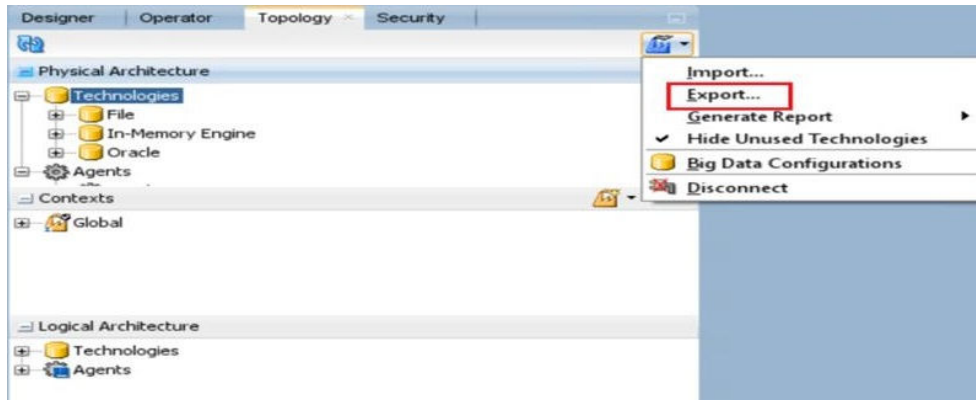 Designer Operator Topology Security
Physical Architecture
Technologies
File
In-Memory Engine
Oracle
Agents
Contexts
Global
Logical Architecture
Technologies
Agents
Import...
Export...
Generate Report
Hide Unused Technologies
Big Data Configurations
Disconnect